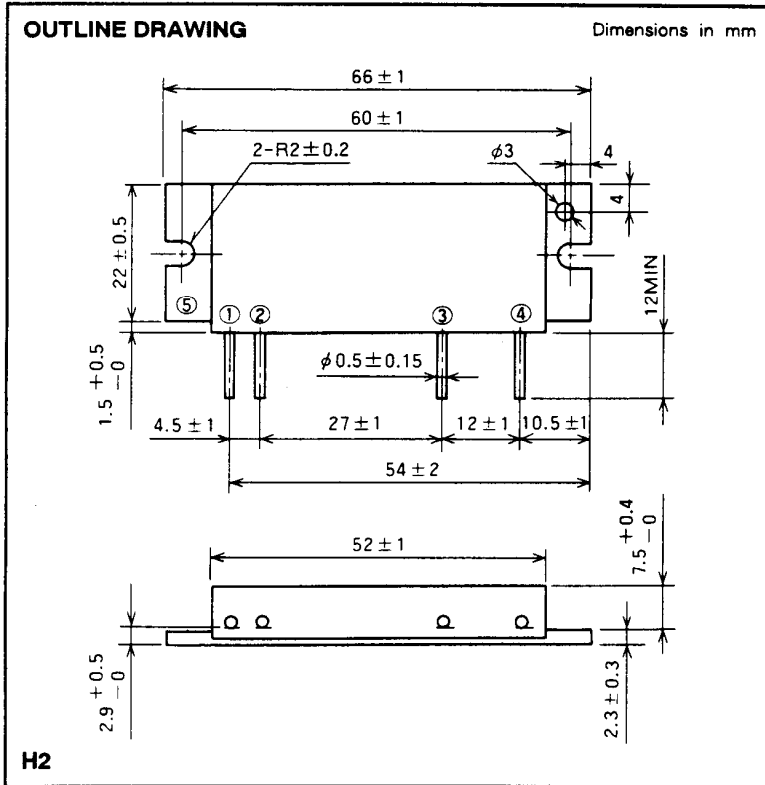 OUTLINE DRAWING
Dimensions in mm
66±1
60±1
2-R2±0.2
φ3
4
4
22±0.5
12MIN
⑤
①
②
③
④
φ0.5±0.15
1.5 +0.5 −0
4.5±1
27±1
12±1
10.5±1
54±2
52±1
7.5 +0.4 −0
2.9 +0.5 −0
2.3±0.3
H2